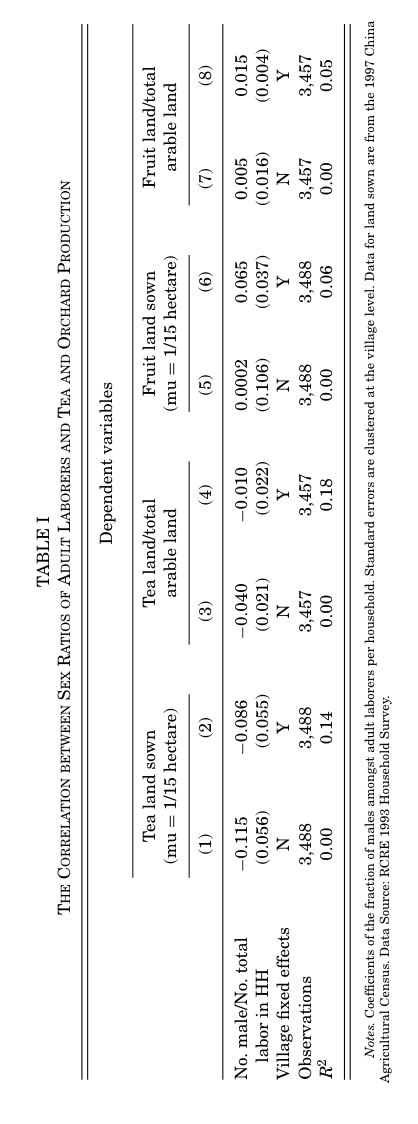 TABLE I
THE CORRELATION BETWEEN SEX RATIOS OF ADULT LABORERS AND TEA AND ORCHARD PRODUCTION
Dependent variables
Tea land sown (mu = 1/15 hectare) Tea land/total arable land Fruit land sown (mu = 1/15 hectare) Fruit land/total arable land
(1) (2) (3) (4) (5) (6) (7) (8)
No. male/No. total −0.115 −0.086 −0.040 −0.010 0.0002 0.065 0.005 0.015
labor in HH (0.056) (0.055) (0.021) (0.022) (0.106) (0.037) (0.016) (0.004)
Village fixed effects N Y N Y N Y N Y
Observations 3,488 3,488 3,457 3,457 3,488 3,488 3,457 3,457
R² 0.00 0.14 0.00 0.18 0.00 0.06 0.00 0.05
Notes. Coefficients of the fraction of males amongst adult laborers per household. Standard errors are clustered at the village level. Data for land sown are from the 1997 China
Agricultural Census. Data Source: RCRE 1993 Household Survey.